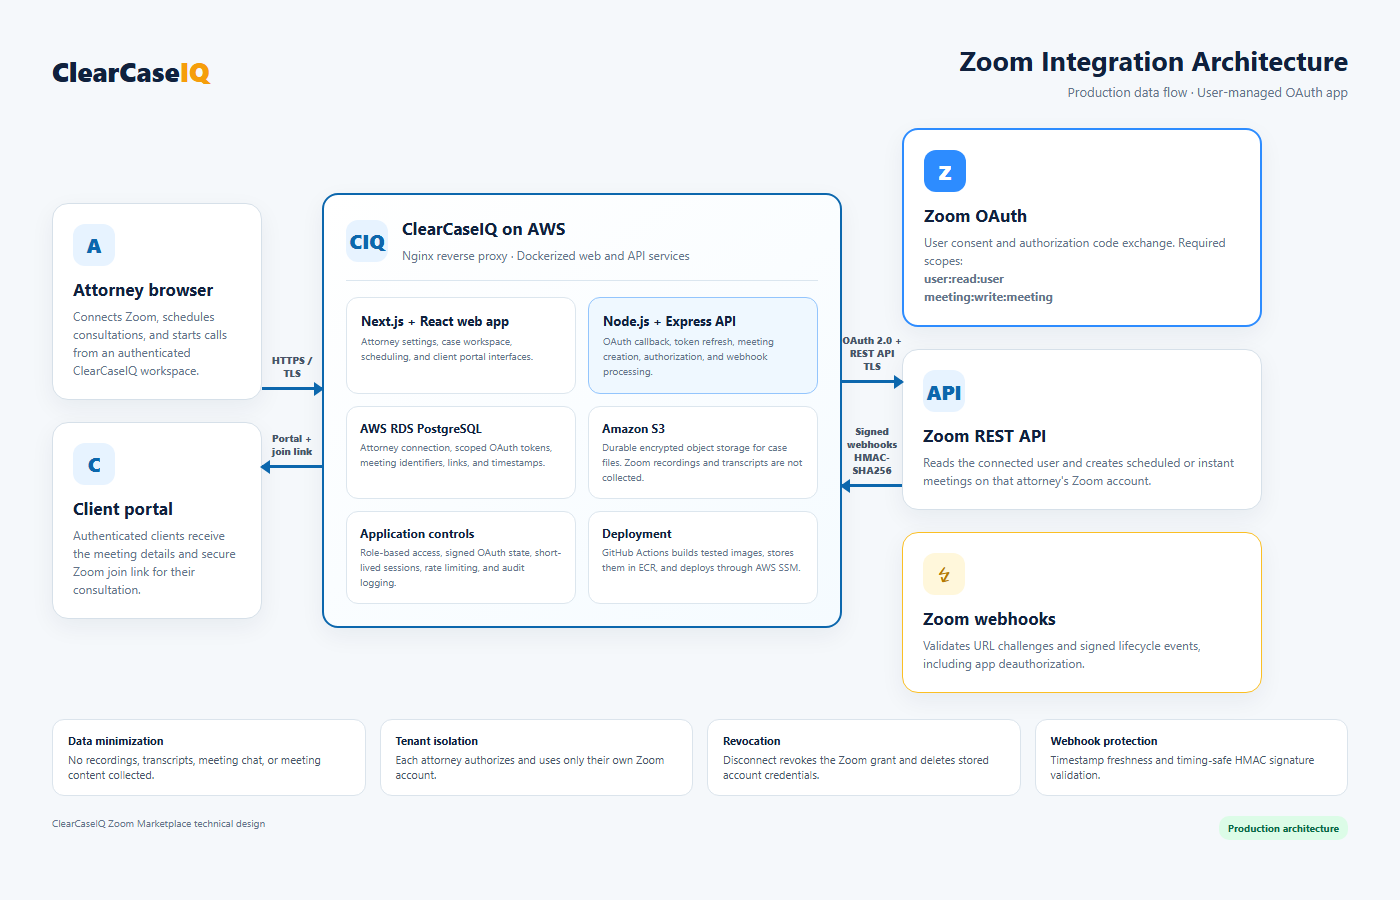 ClearCaseIQ
Zoom Integration Architecture
Production data flow · User-managed OAuth app
A
Attorney browser
Connects Zoom, schedules
consultations, and starts calls
from an authenticated
ClearCaseIQ workspace.
C
Client portal
Authenticated clients receive
the meeting details and secure
Zoom join link for their
consultation.
HTTPS /
TLS
Portal +
join link
CIQ
ClearCaseIQ on AWS
Nginx reverse proxy · Dockerized web and API services
Next.js + React web app
Attorney settings, case workspace,
scheduling, and client portal interfaces.
Node.js + Express API
OAuth callback, token refresh, meeting
creation, authorization, and webhook
processing.
AWS RDS PostgreSQL
Attorney connection, scoped OAuth tokens,
meeting identifiers, links, and timestamps.
Amazon S3
Durable encrypted object storage for case
files. Zoom recordings and transcripts are not
collected.
Application controls
Role-based access, signed OAuth state, short-
lived sessions, rate limiting, and audit
logging.
Deployment
GitHub Actions builds tested images, stores
them in ECR, and deploys through AWS SSM.
OAuth 2.0 +
REST API
TLS
Signed
webhooks
HMAC-
SHA256
Z
Zoom OAuth
User consent and authorization code exchange. Required
scopes:
user:read:user
meeting:write:meeting
API
Zoom REST API
Reads the connected user and creates scheduled or instant
meetings on that attorney's Zoom account.
Zoom webhooks
Validates URL challenges and signed lifecycle events,
including app deauthorization.
Data minimization
No recordings, transcripts, meeting chat, or meeting
content collected.
Tenant isolation
Each attorney authorizes and uses only their own Zoom
account.
Revocation
Disconnect revokes the Zoom grant and deletes stored
account credentials.
Webhook protection
Timestamp freshness and timing-safe HMAC signature
validation.
ClearCaseIQ Zoom Marketplace technical design
Production architecture